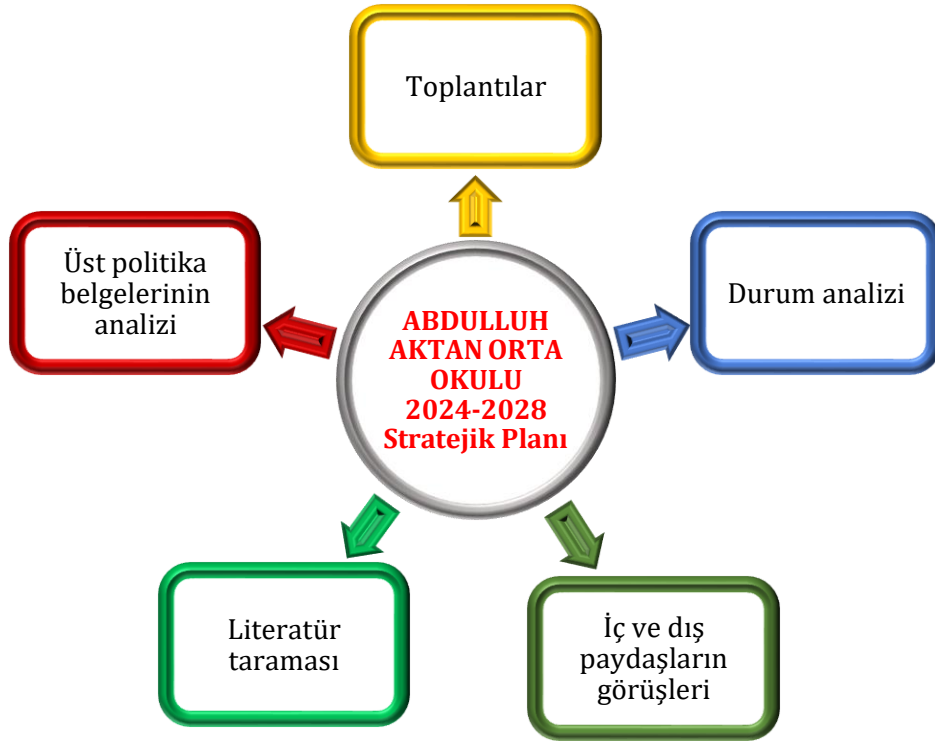 Toplantılar
Üst politika
belgelerinin
analizi
Durum analizi
ABDULLUH
AKTAN ORTA
OKULU
2024-2028
Stratejik Planı
Literatür
taraması
İç ve dış
paydaşların
görüşleri